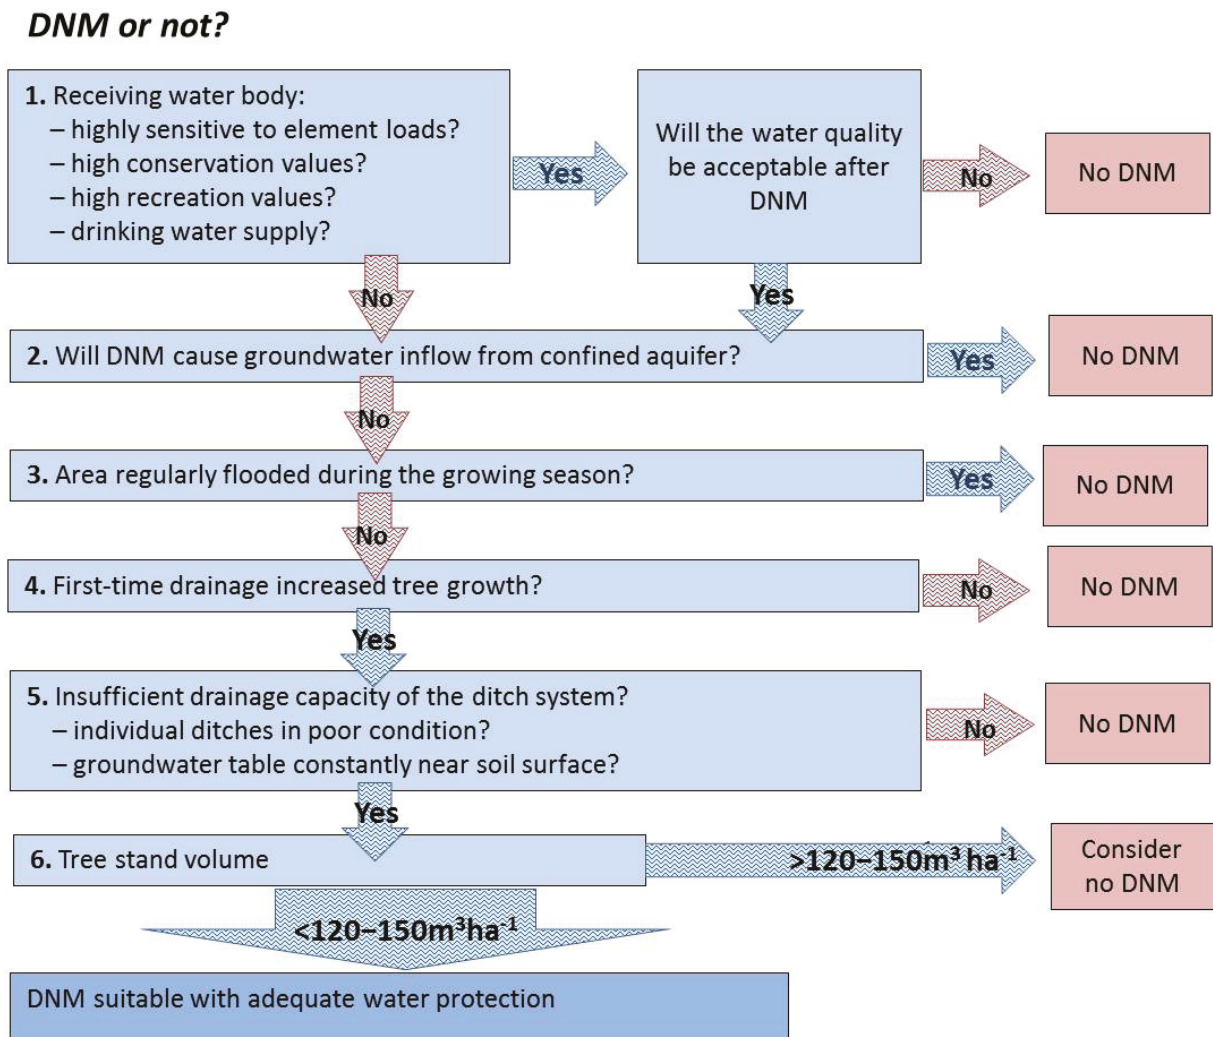 DNM or not?
1. Receiving water body:
– highly sensitive to element loads?
– high conservation values?
– high recreation values?
– drinking water supply?
Yes
Will the water quality
be acceptable after
DNM
No
No DNM
No
Yes
2. Will DNM cause groundwater inflow from confined aquifer?
Yes
No DNM
No
3. Area regularly flooded during the growing season?
Yes
No DNM
No
4. First-time drainage increased tree growth?
No
No DNM
Yes
5. Insufficient drainage capacity of the ditch system?
– individual ditches in poor condition?
– groundwater table constantly near soil surface?
No
No DNM
Yes
6. Tree stand volume
>120–150m³ ha⁻¹
Consider
no DNM
<120–150m³ha⁻¹
DNM suitable with adequate water protection